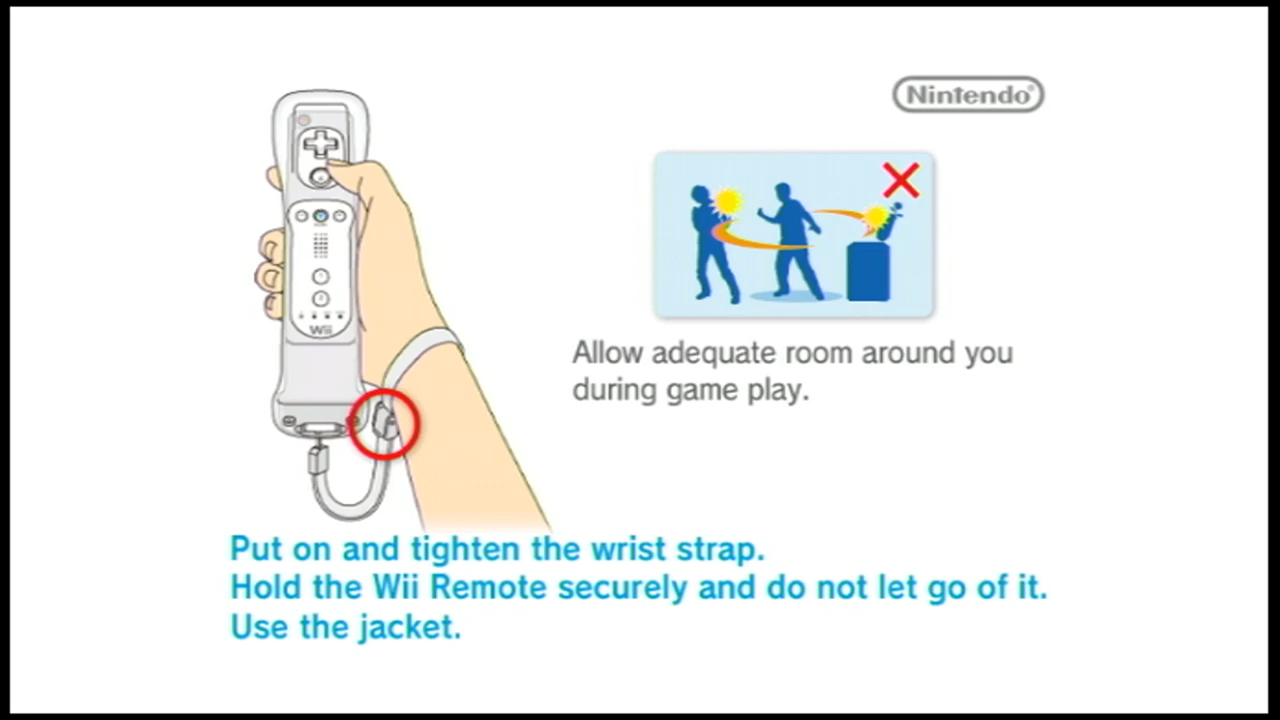 Nintendo®
Allow adequate room around you
during game play.
Wii
Put on and tighten the wrist strap.
Hold the Wii Remote securely and do not let go of it.
Use the jacket.